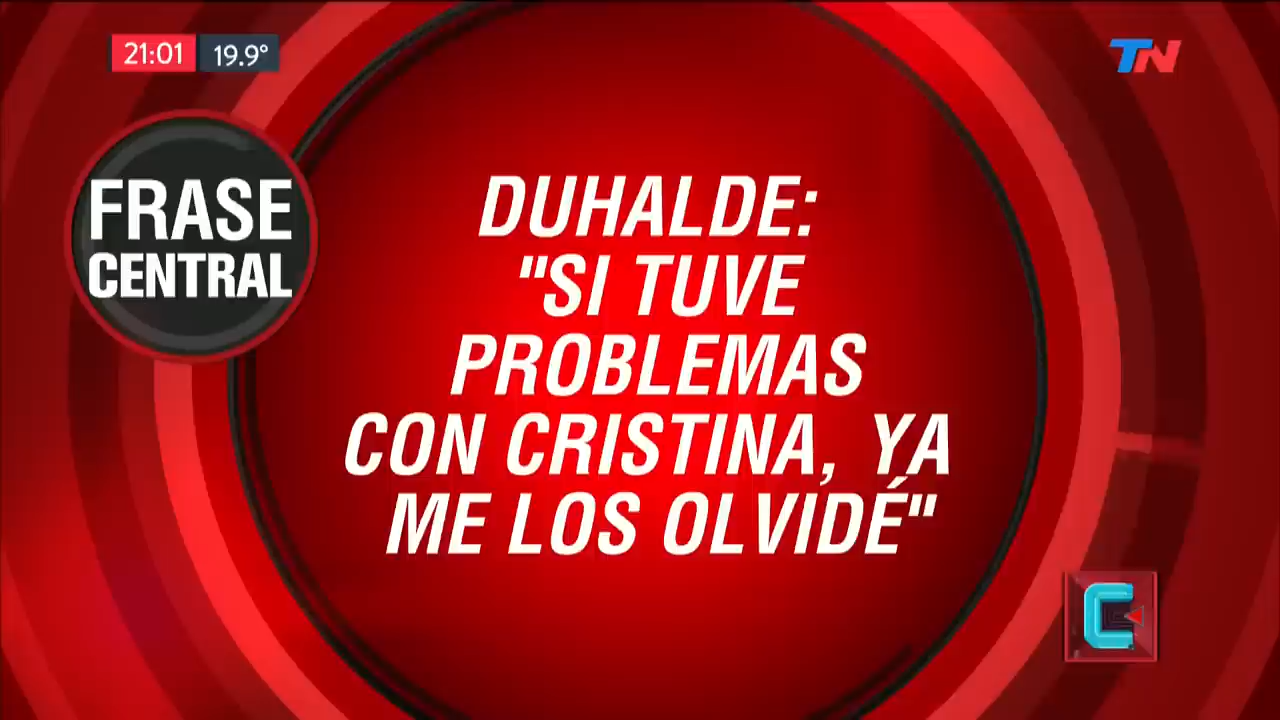 21:01 19.9°
TN
FRASE
CENTRAL
DUHALDE:
"SI TUVE
PROBLEMAS
CON CRISTINA, YA
ME LOS OLVIDÉ"
C